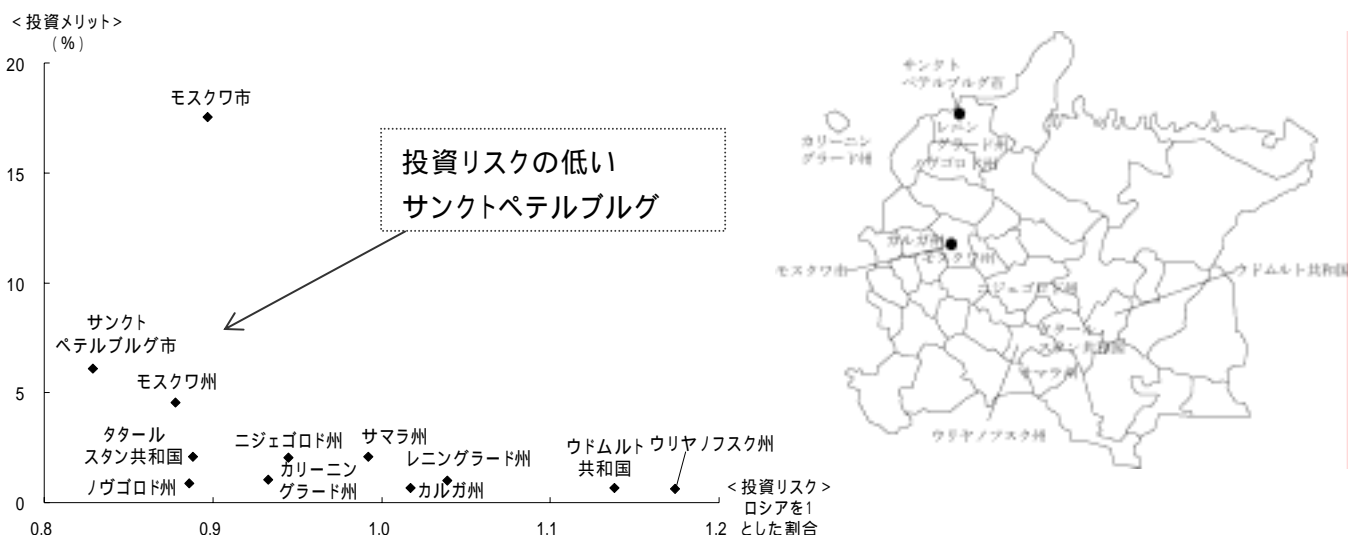 <投資メリット>
(%)
20
15
10
5
0
モスクワ市
投資リスクの低い
サンクトペテルブルグ
サンクト
ペテルブルグ市
モスクワ州
タタール
スタン共和国
ノヴゴロド州
ニジェゴロド州
カリーニン
グラード州
サマラ州
レニングラード州
カルガ州
ウドムルト
共和国
ウリヤノフスク州
0.8
0.9
1.0
1.1
1.2
<投資リスク>
ロシアを1
とした割合
サンクト
ペテルブルグ市
カリーニン
グラード州
レニン
グラード州
ノヴゴロド州
カルガ州
モスクワ州
モスクワ市
ニジェゴロド州
ウドムルト共和国
タタール
スタン共和国
サマラ州
ウリヤノフスク州